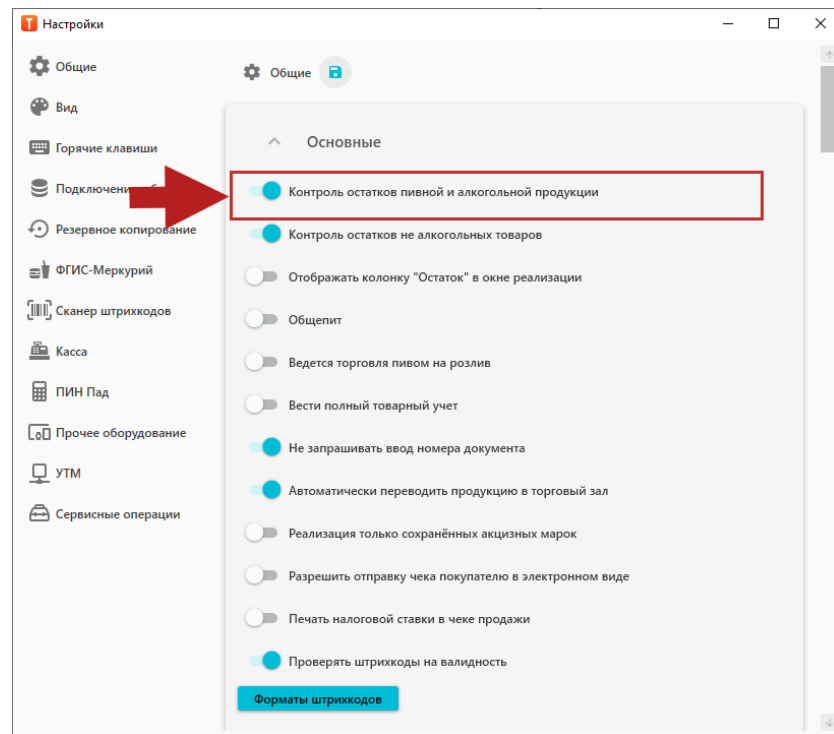 Настройки
Общие
Вид
Горячие клавиши
Подключени
Резервное копирование
ФГИС-Меркурий
Сканер штрихкодов
Касса
ПИН Пад
Прочее оборудование
УТМ
Сервисные операции
Общие
Основные
Контроль остатков пивной и алкогольной продукции
Контроль остатков не алкогольных товаров
Отображать колонку "Остаток" в окне реализации
Общепит
Ведется торговля пивом на розлив
Вести полный товарный учет
Не запрашивать ввод номера документа
Автоматически переводить продукцию в торговый зал
Реализация только сохранённых акцизных марок
Разрешить отправку чека покупателю в электронном виде
Печать налоговой ставки в чеке продажи
Проверять штрихкоды на валидность
Форматы штрихкодов